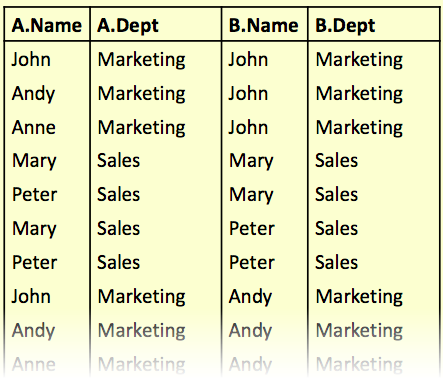 A.Name A.Dept B.Name B.Dept
John Marketing John Marketing
Andy Marketing John Marketing
Anne Marketing John Marketing
Mary Sales Mary Sales
Peter Sales Mary Sales
Mary Sales Peter Sales
Peter Sales Peter Sales
John Marketing Andy Marketing
Andy Marketing Andy Marketing
Anne Marketing Andy Marketing